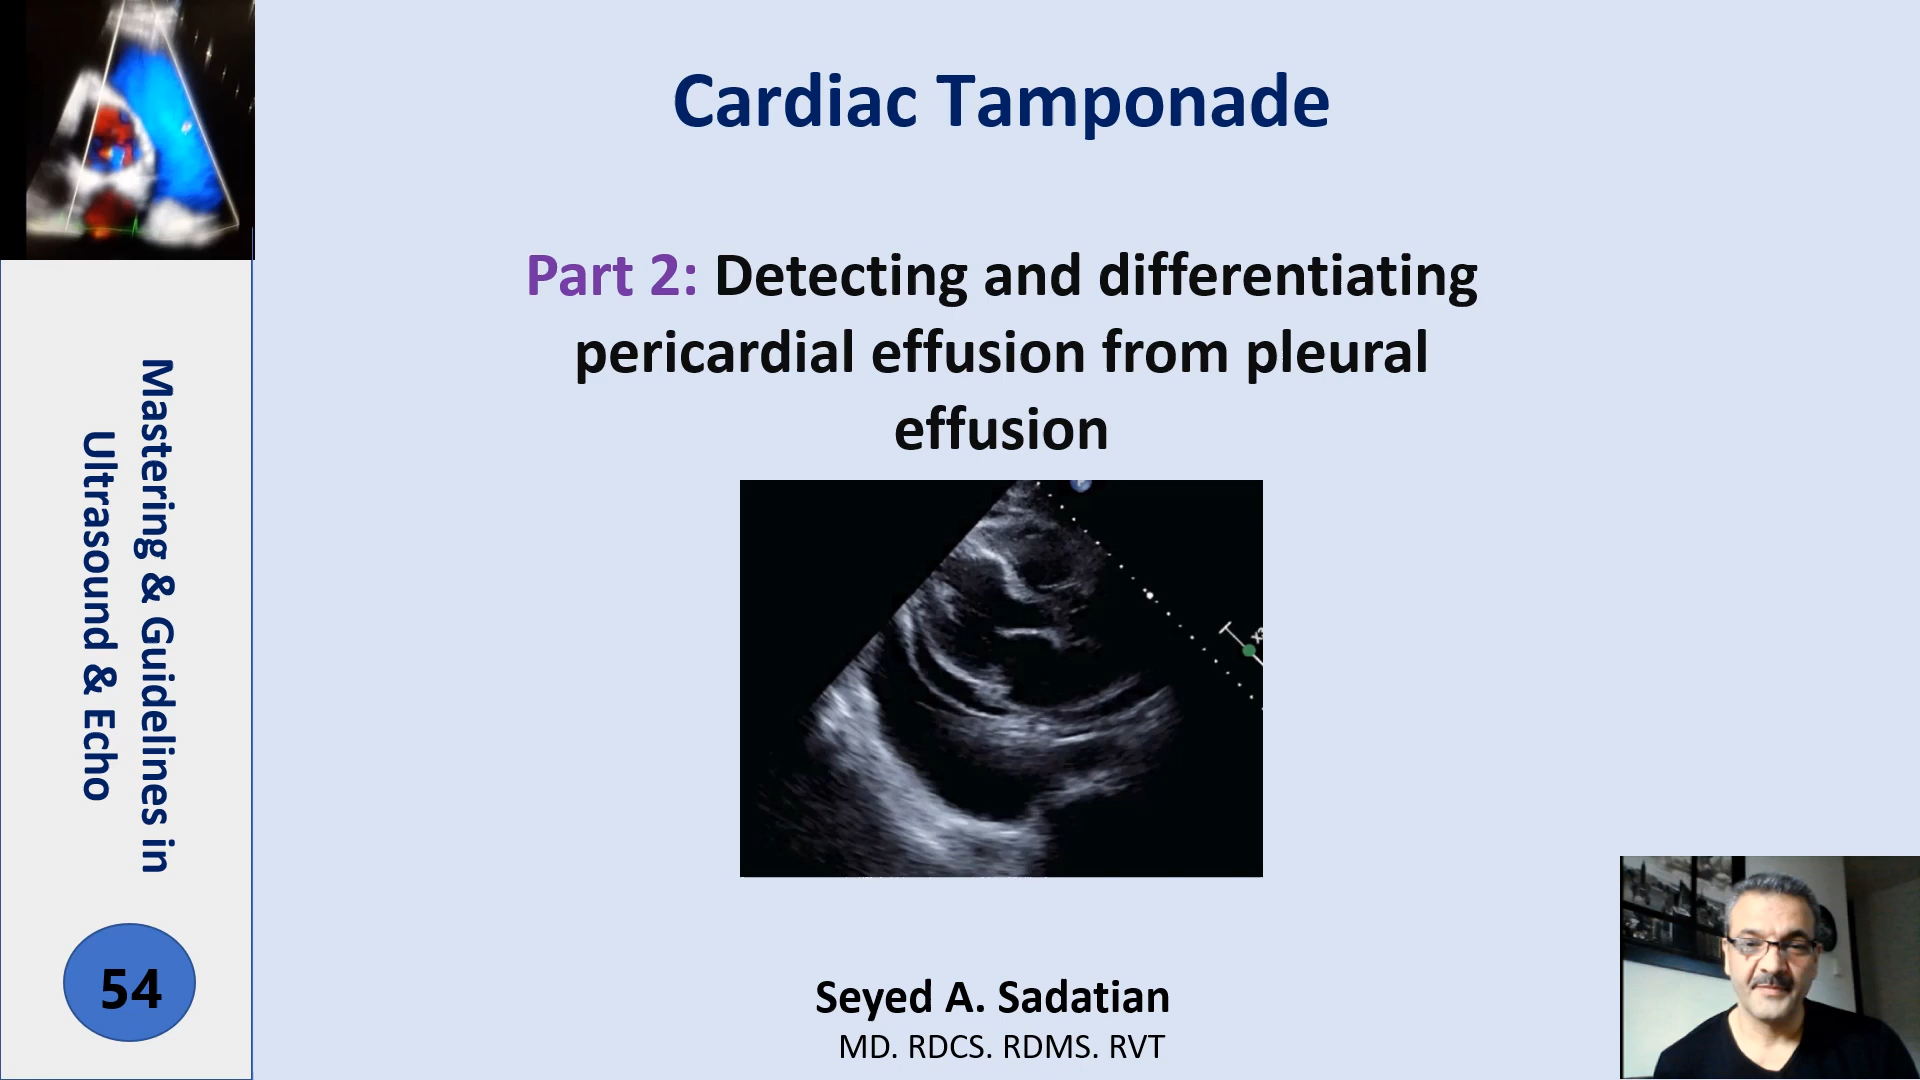 Cardiac Tamponade
Part 2: Detecting and differentiating
pericardial effusion from pleural
effusion
Mastering & Guidelines in
Ultrasound & Echo
54
Seyed A. Sadatian
MD. RDCS. RDMS. RVT